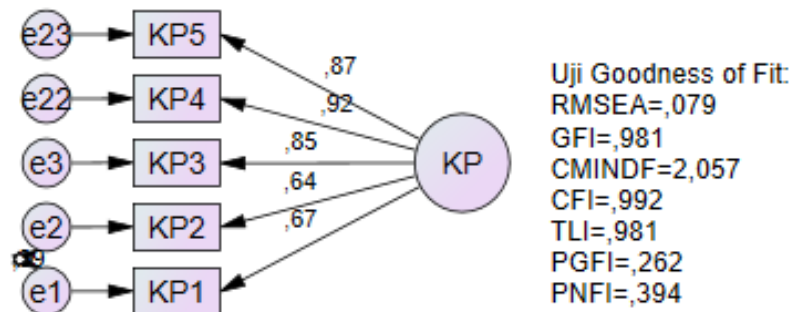 e23
KP5
,87
e22
KP4
,92
e3
KP3
,85
KP
e2
KP2
,64
e1
KP1
,67
Uji Goodness of Fit:
RMSEA=,079
GFI=,981
CMINDF=2,057
CFI=,992
TLI=,981
PGFI=,262
PNFI=,394